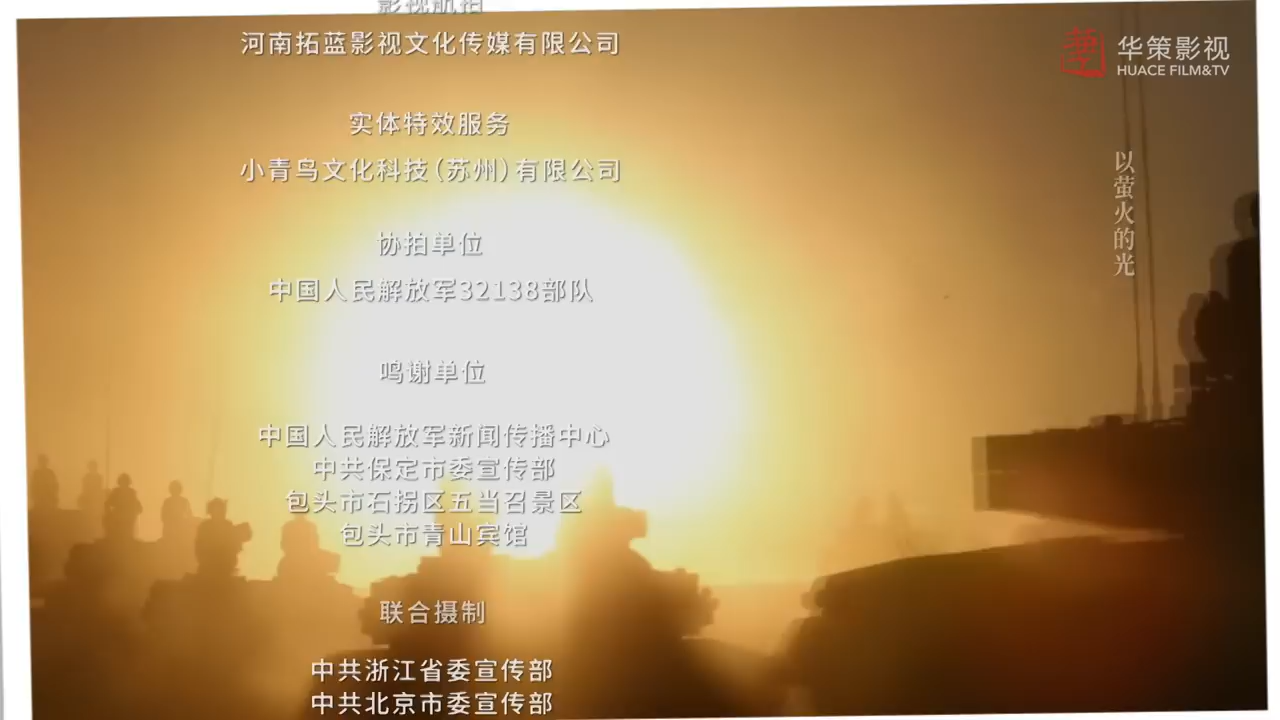 影视航拍
河南拓蓝影视文化传媒有限公司
实体特效服务
小青鸟文化科技(苏州)有限公司
协拍单位
中国人民解放军32138部队
鸣谢单位
中国人民解放军新闻传播中心
中共保定市委宣传部
包头市石拐区五当召景区
包头市青山宾馆
联合摄制
中共浙江省委宣传部
中共北京市委宣传部
华策影视
HUACE FILM&TV
以萤火的光